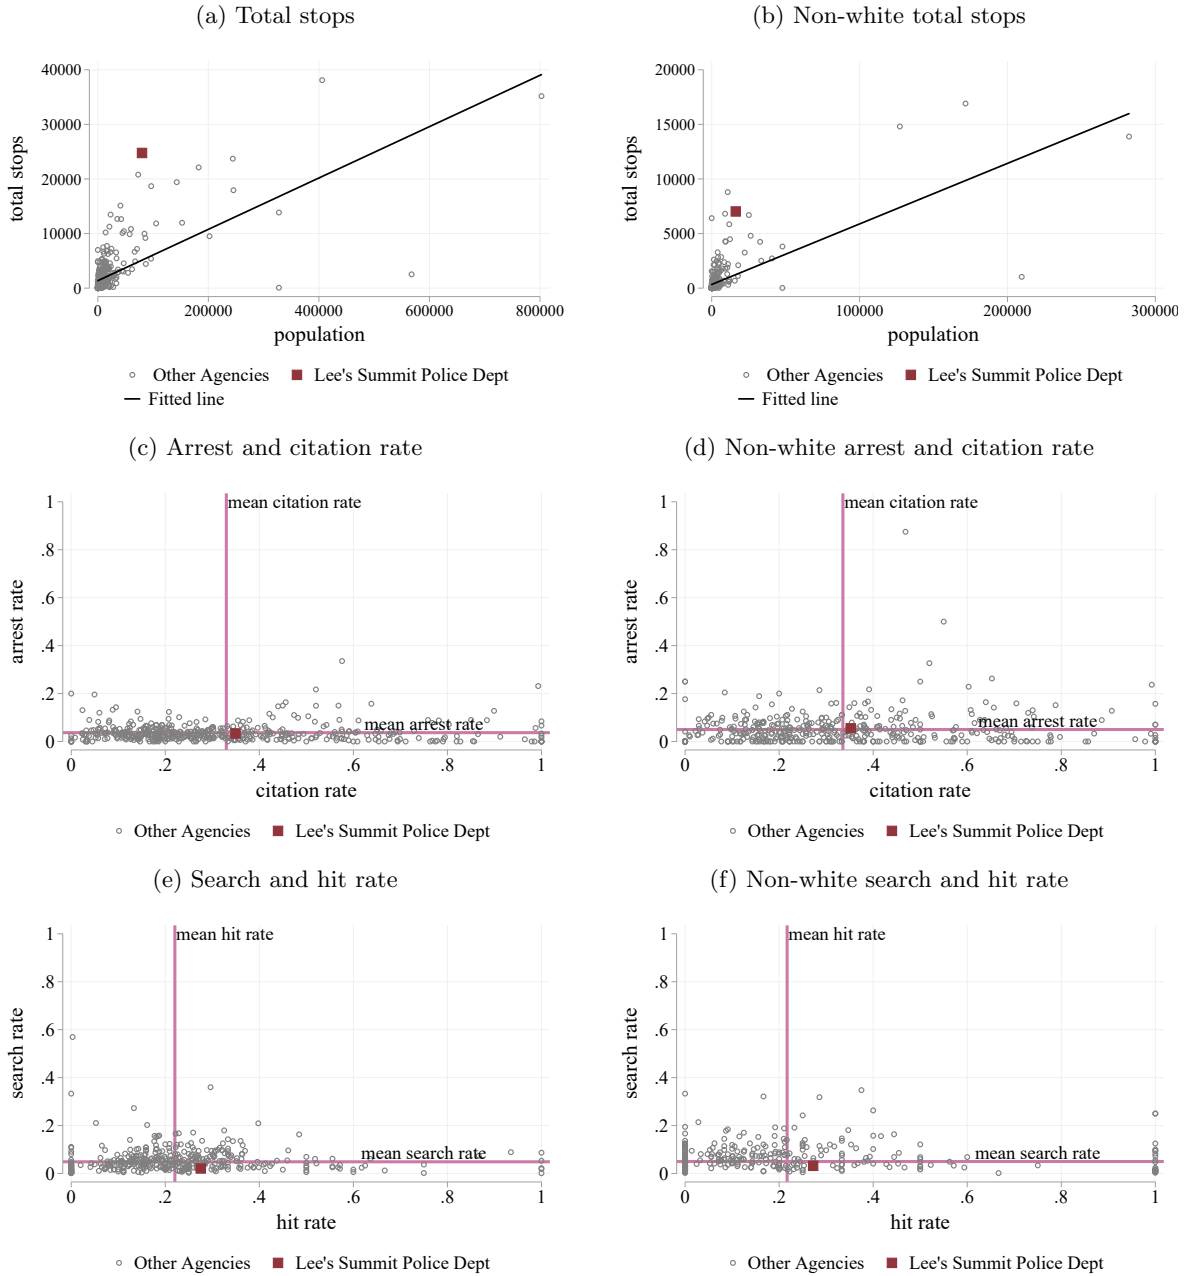 (a) Total stops
(b) Non-white total stops
40000
30000
20000
10000
0
total stops
0 200000 400000 600000 800000
population
Other Agencies Lee's Summit Police Dept
Fitted line
20000
15000
10000
5000
0
total stops
0 100000 200000 300000
population
Other Agencies Lee's Summit Police Dept
Fitted line
(c) Arrest and citation rate
(d) Non-white arrest and citation rate
1
.8
.6
.4
.2
0
arrest rate
mean citation rate
mean arrest rate
0 .2 .4 .6 .8 1
citation rate
Other Agencies Lee's Summit Police Dept
1
.8
.6
.4
.2
0
arrest rate
mean citation rate
mean arrest rate
0 .2 .4 .6 .8 1
citation rate
Other Agencies Lee's Summit Police Dept
(e) Search and hit rate
(f) Non-white search and hit rate
1
.8
.6
.4
.2
0
search rate
mean hit rate
mean search rate
0 .2 .4 .6 .8 1
hit rate
Other Agencies Lee's Summit Police Dept
1
.8
.6
.4
.2
0
search rate
mean hit rate
mean search rate
0 .2 .4 .6 .8 1
hit rate
Other Agencies Lee's Summit Police Dept